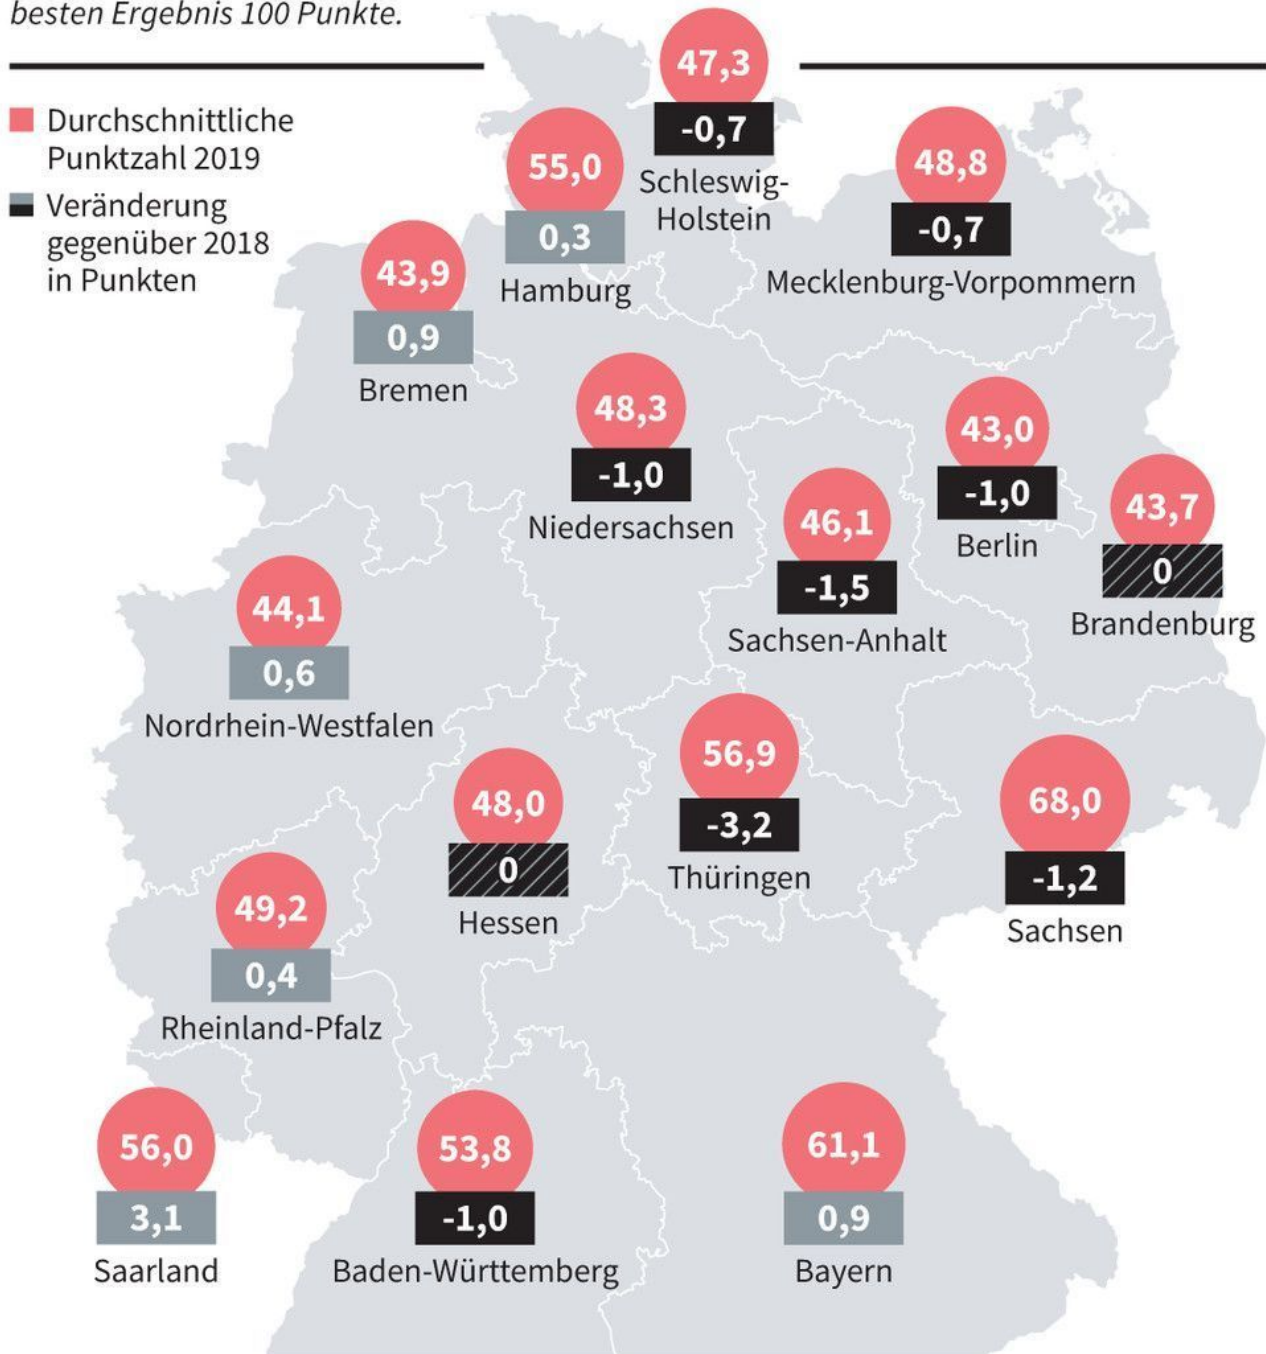 besten Ergebnis 100 Punkte.
Durchschnittliche
Punktzahl 2019
Veränderung
gegenüber 2018
in Punkten
47,3
-0,7
Schleswig-
Holstein
55,0
0,3
Hamburg
48,8
-0,7
Mecklenburg-Vorpommern
43,9
0,9
Bremen
48,3
-1,0
Niedersachsen
43,0
-1,0
Berlin
46,1
-1,5
Sachsen-Anhalt
43,7
0
Brandenburg
44,1
0,6
Nordrhein-Westfalen
56,9
-3,2
Thüringen
48,0
0
Hessen
68,0
-1,2
Sachsen
49,2
0,4
Rheinland-Pfalz
56,0
3,1
Saarland
53,8
-1,0
Baden-Württemberg
61,1
0,9
Bayern